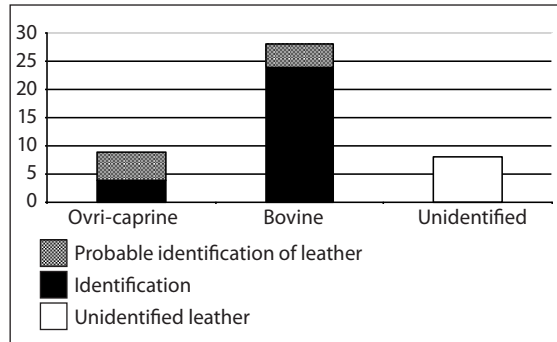 30
25
20
15
10
5
0
Ovri-caprine Bovine Unidentified
Probable identification of leather
Identification
Unidentified leather